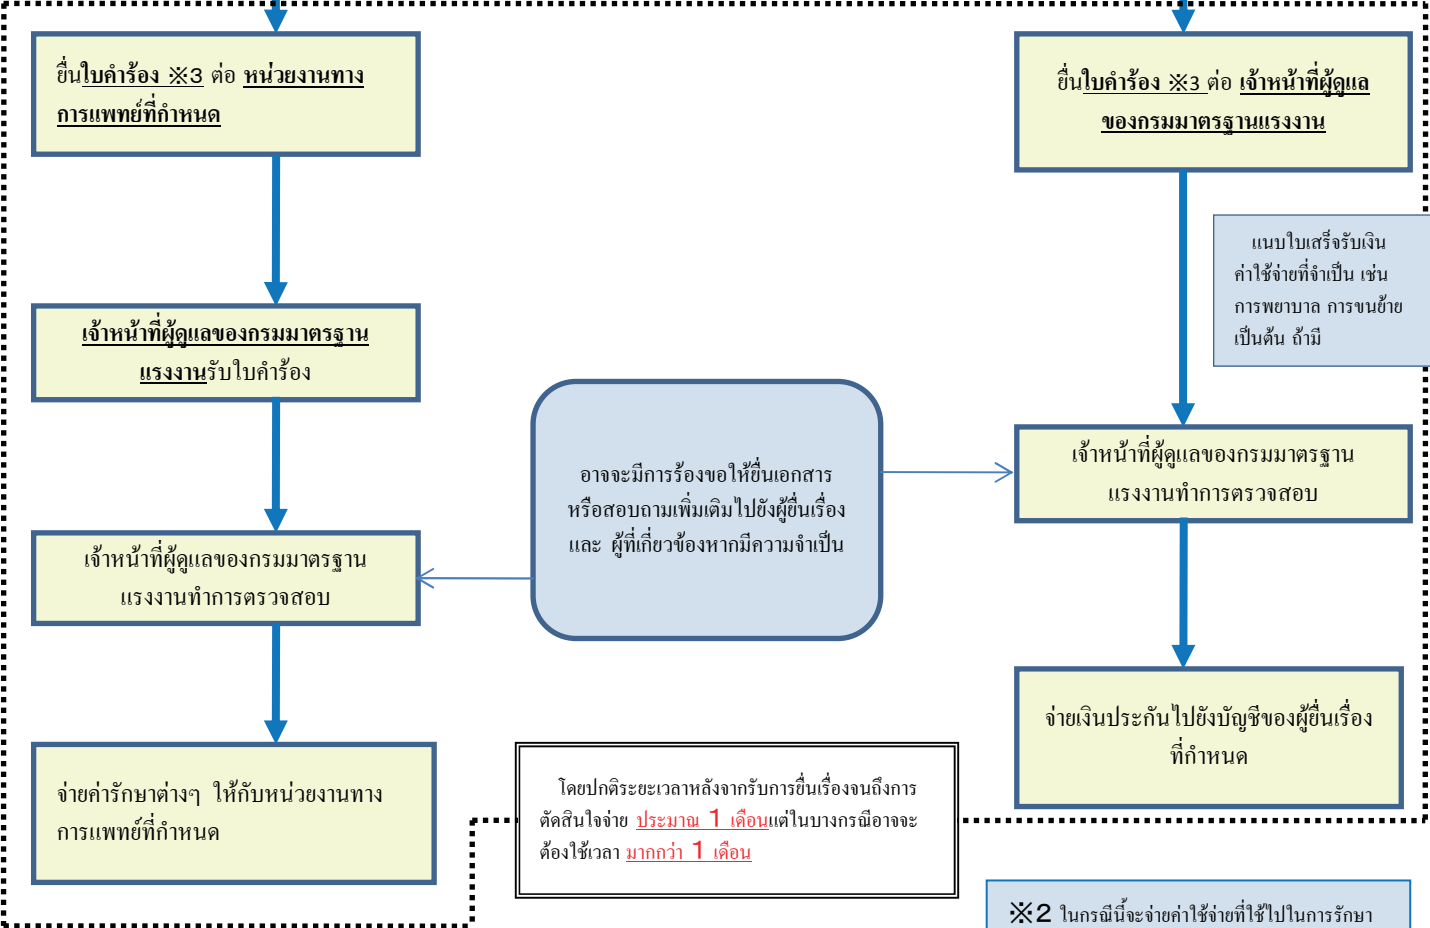 ยื่นใบคำร้อง ※3 ต่อ หน่วยงานทาง
การแพทย์ที่กำหนด
ยื่นใบคำร้อง ※3 ต่อ เจ้าหน้าที่ผู้ดูแล
ของกรมมาตรฐานแรงงาน
แนบใบเสร็จรับเงิน
ค่าใช้จ่ายที่จำเป็น เช่น
การพยาบาล การขนย้าย
เป็นต้น ถ้ามี
เจ้าหน้าที่ผู้ดูแลของกรมมาตรฐาน
แรงงานรับใบคำร้อง
อาจจะมีการร้องขอให้ยื่นเอกสาร
หรือสอบถามเพิ่มเติมไปยังผู้ยื่นเรื่อง
และ ผู้ที่เกี่ยวข้องหากมีความจำเป็น
เจ้าหน้าที่ผู้ดูแลของกรมมาตรฐาน
แรงงานทำการตรวจสอบ
เจ้าหน้าที่ผู้ดูแลของกรมมาตรฐาน
แรงงานทำการตรวจสอบ
จ่ายเงินประกันไปยังบัญชีของผู้ยื่นเรื่อง
ที่กำหนด
จ่ายค่ารักษาต่างๆ ให้กับหน่วยงานทาง
การแพทย์ที่กำหนด
โดยปกติระยะเวลาหลังจากรับการยื่นเรื่องจนถึงการ
ตัดสินใจจ่าย ประมาณ 1 เดือนแต่ในบางกรณีอาจจะ
ต้องใช้เวลา มากกว่า 1 เดือน
※2 ในกรณีนี้จะจ่ายค่าใช้จ่ายที่ใช้ไปในการรักษา